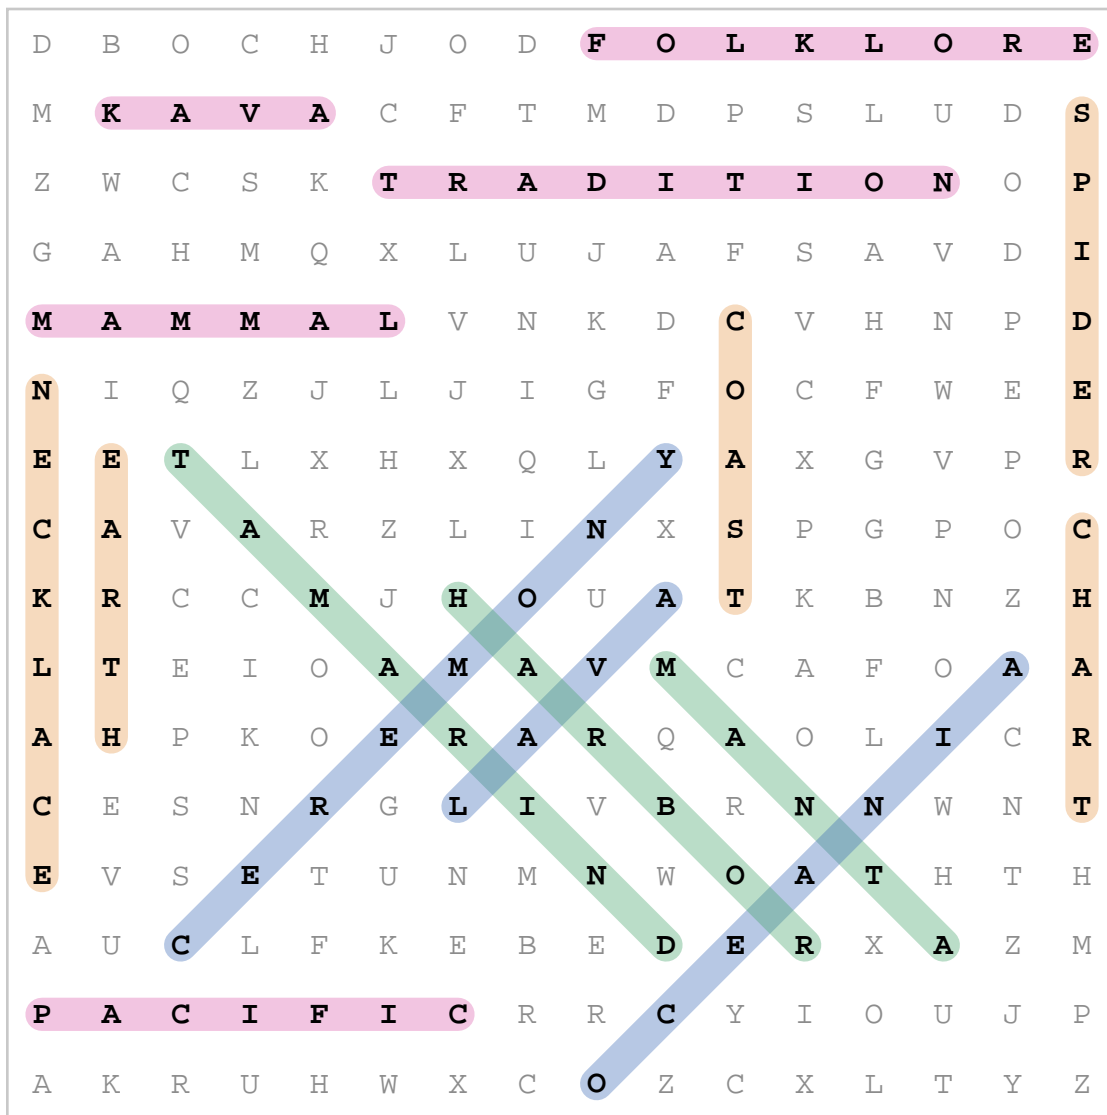 D B O C H J O D F O L K L O R E
M K A V A C F T M D P S L U D S
Z W C S K T R A D I T I O N O P
G A H M Q X L U J A F S A V D I
M A M M A L V N K D C V H N P D
N I Q Z J L J I G F O C F W E E
E E T L X H X Q L Y A X G V P R
C A V A R Z L I N X S P G P O C
K R C C M J H O U A T K B N Z H
L T E I O A M A V M C A F O A A
A H P K O E R A R Q A O L I C R
C E S N R G L I V B R N N W N T
E V S E T U N M N W O A T H T H
A U C L F K E B E D E R X A Z M
P A C I F I C R R C Y I O U J P
A K R U H W X C O Z C X L T Y Z